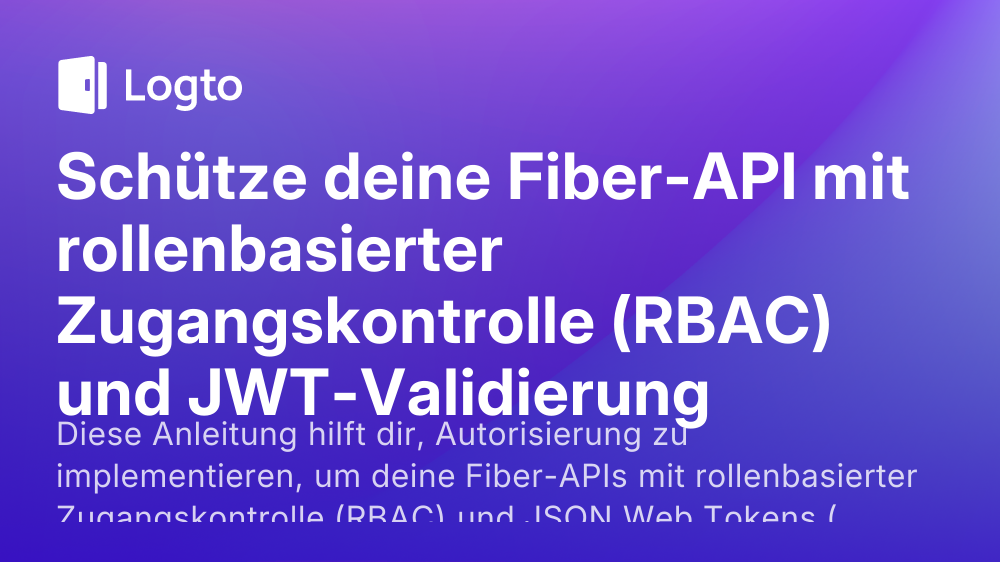 Logto
Schütze deine Fiber-API mit
rollenbasierter
Zugangskontrolle (RBAC)
und JWT-Validierung
Diese Anleitung hilft dir, Autorisierung zu
implementieren, um deine Fiber-APIs mit rollenbasierter
Zugangskontrolle (RBAC) und JSON Web Tokens (